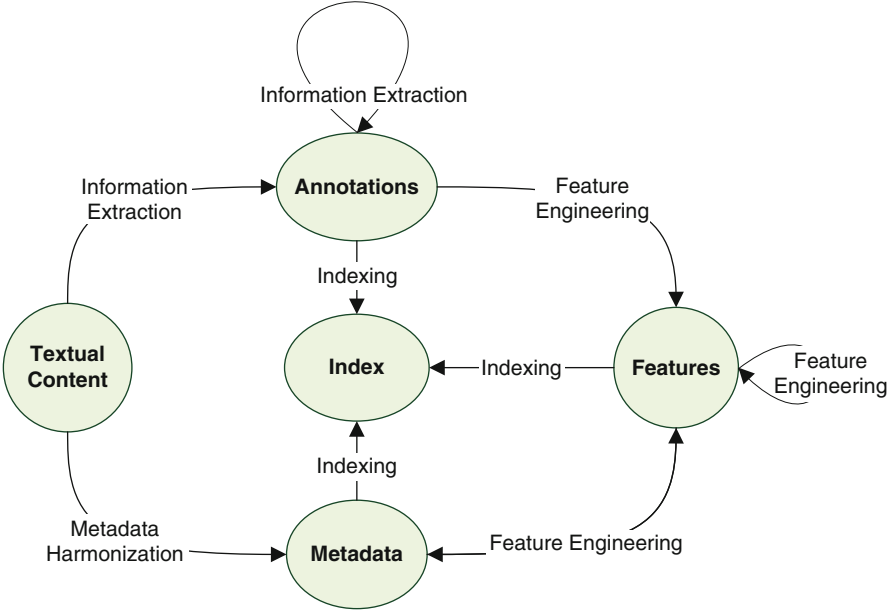 Information Extraction
Annotations
Information
Extraction
Feature
Engineering
Indexing
Textual
Content
Index
Indexing
Features
Feature
Engineering
Indexing
Metadada
Harmonization
Metadata
Feature Engineering